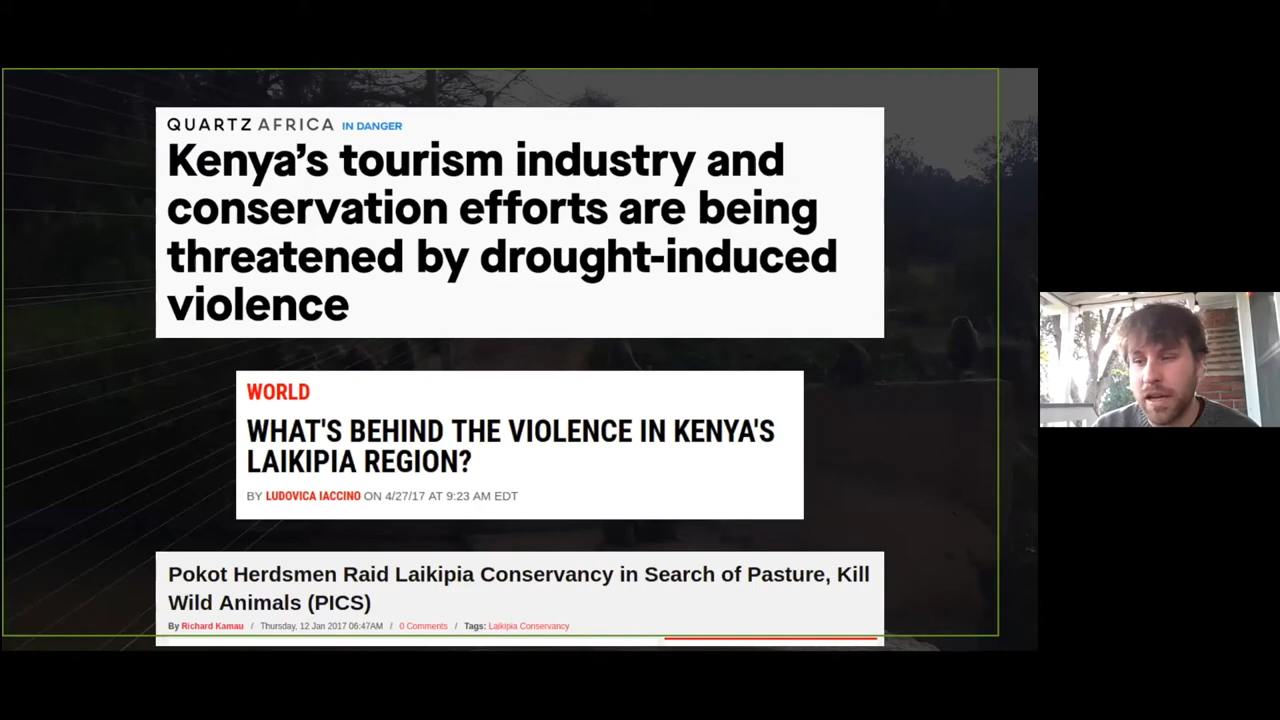 QUARTZ AFRICA IN DANGER
Kenya’s tourism industry and
conservation efforts are being
threatened by drought-induced
violence
WORLD
WHAT'S BEHIND THE VIOLENCE IN KENYA'S
LAIKIPIA REGION?
BY LUDOVICA IACCINO ON 4/27/17 AT 9:23 AM EDT
Pokot Herdsmen Raid Laikipia Conservancy in Search of Pasture, Kill
Wild Animals (PICS)
By Richard Kamau / Thursday, 12 Jan 2017 06:47AM / 0 Comments / Tags: Laikipia Conservancy